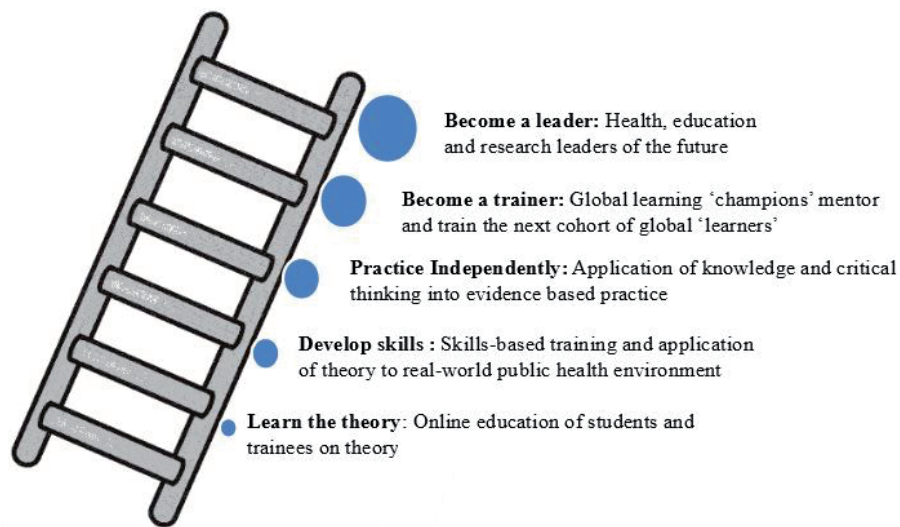 Become a leader: Health, education
and research leaders of the future
Become a trainer: Global learning ‘champions’ mentor
and train the next cohort of global ‘learners’
Practice Independently: Application of knowledge and critical
thinking into evidence based practice
Develop skills : Skills-based training and application
of theory to real-world public health environment
Learn the theory: Online education of students and
trainees on theory